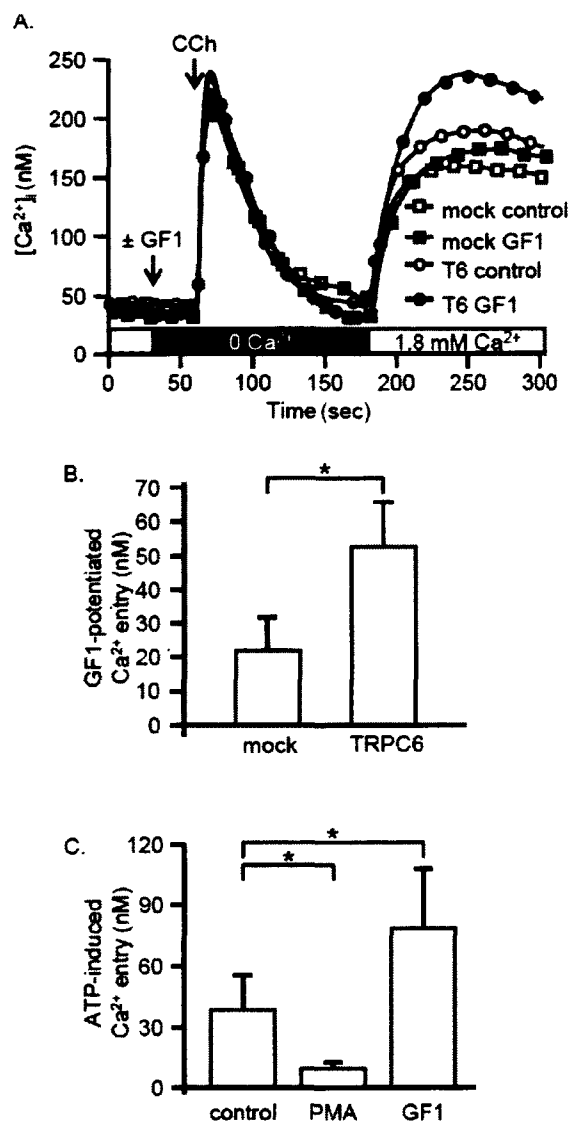 A.
CCh
250
200
150
100
50
0
[Ca²⁺]i (nM)
± GF1
mock control
mock GF1
T6 control
T6 GF1
0 Ca²⁺
1.8 mM Ca²⁺
0 50 100 150 200 250 300
Time (sec)
B.
*
70
60
50
40
30
20
10
0
GF1-potentiated
Ca²⁺ entry (nM)
mock TRPC6
C.
*
*
120
90
60
30
0
ATP-induced
Ca²⁺ entry (nM)
control PMA GF1